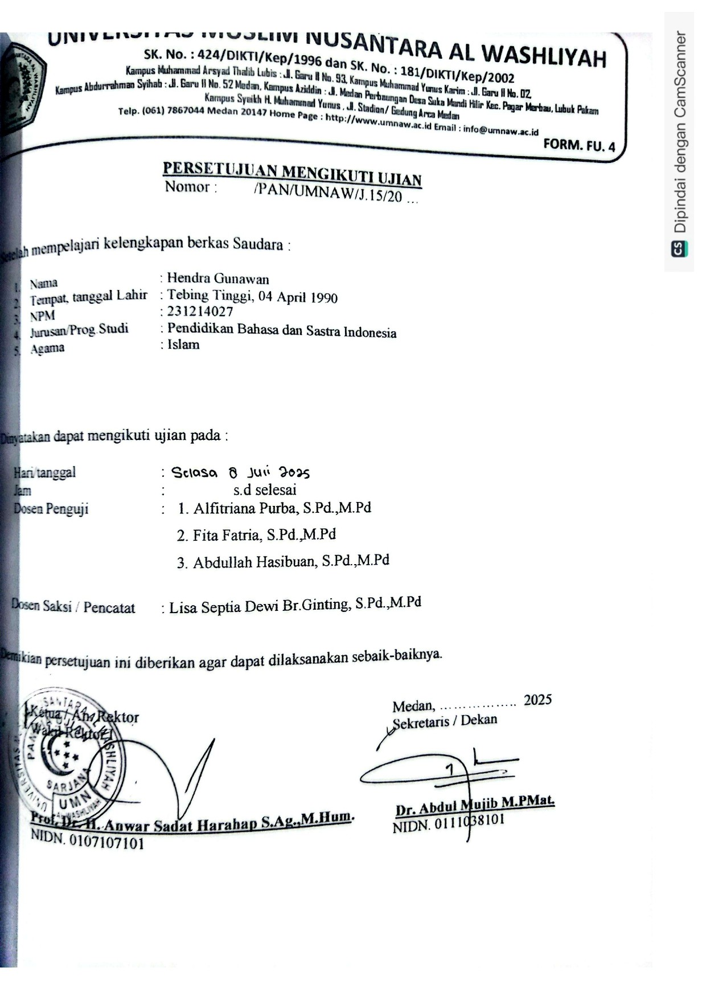 UNIVERSITAS MUSLIM NUSANTARA AL WASHLIYAH
SK. No. : 424/DIKTI/Kep/1996 dan SK. No. : 181/DIKTI/Kep/2002
Kampus Muhammad Arsyad Thalib Lubis : Jl. Garu II No. 93, Kampus Muhammad Yunus Karim : Jl. Garu II No. 02,
Kampus Abdurrahman Syihab : Jl. Garu II No. 52 Medan, Kampus Aziddin : Jl. Medan Perbaungan Desa Suka Mandi Hilir Kec. Pagar Merbau, Lubuk Pakam
Kampus Syeikh H. Muhammad Yunus , Jl. Stadion/ Gedung Arca Medan
Telp. (061) 7867044 Medan 20147 Home Page : http://www.umnaw.ac.id Email : info@umnaw.ac.id
FORM. FU. 4
PERSETUJUAN MENGIKUTI UJIAN
Nomor : /PAN/UMNAW/J.15/20 ...
Setelah mempelajari kelengkapan berkas Saudara :
1. Nama : Hendra Gunawan
2. Tempat, tanggal Lahir : Tebing Tinggi, 04 April 1990
3. NPM : 231214027
4. Jurusan/Prog.Studi : Pendidikan Bahasa dan Sastra Indonesia
5. Agama : Islam
Dinyatakan dapat mengikuti ujian pada :
Hari/tanggal : Selasa 8 Juli 2025
Jam : s.d selesai
Dosen Penguji : 1. Alfitriana Purba, S.Pd.,M.Pd
2. Fita Fatria, S.Pd.,M.Pd
3. Abdullah Hasibuan, S.Pd.,M.Pd
Dosen Saksi / Pencatat : Lisa Septia Dewi Br.Ginting, S.Pd.,M.Pd
Demikian persetujuan ini diberikan agar dapat dilaksanakan sebaik-baiknya.
Medan, ................ 2025
Ketua / An. Rektor
Sekretaris / Dekan
Wakil Rektor I
SARJANA
UMN
Prof. Dr. H. Anwar Sadat Harahap S.Ag.,M.Hum.
Dr. Abdul Mujib M.PMat.
NIDN. 0107107101
NIDN. 0111038101
CS Dipindai dengan CamScanner